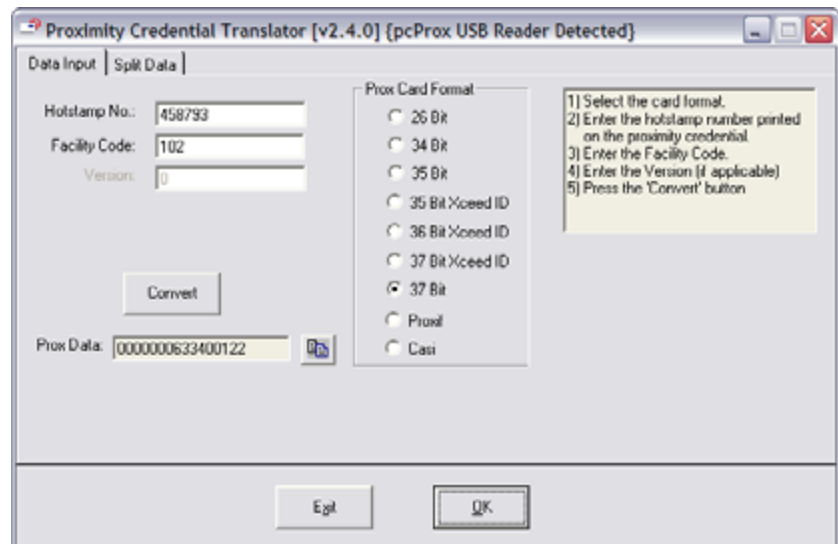 Proximity Credential Translator [v2.4.0] {pcProx USB Reader Detected}
Data Input
Split Data
Hotstamp No.: 458793
Facility Code: 102
Version: 0
Convert
Prox Data: 0000000633400122
Prox Card Format
26 Bit
34 Bit
35 Bit
35 Bit Xceed ID
36 Bit Xceed ID
37 Bit Xceed ID
37 Bit
Proxif
Casi
1) Select the card format.
2) Enter the hotstamp number printed
on the proximity credential.
3) Enter the Facility Code.
4) Enter the Version (if applicable)
5) Press the 'Convert' button
Exit
OK